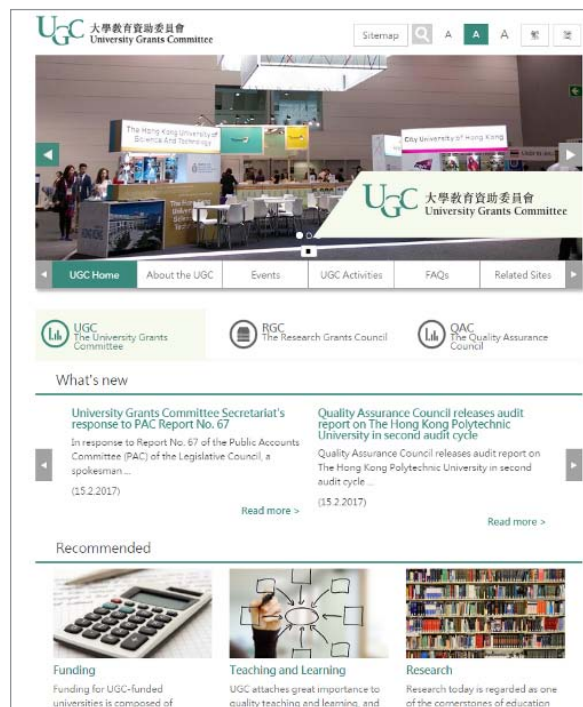 UGC 大學教育資助委員會
University Grants Committee
Sitemap A A A 繁 简
The Hong Kong University of
Science And Technology
City University of Hong Kong
UGC 大學教育資助委員會
University Grants Committee
UGC Home About the UGC Events UGC Activities FAQs Related Sites
UGC
The University Grants
Committee
RGC
The Research Grants Council
QAC
The Quality Assurance
Council
What's new
University Grants Committee Secretariat's
response to PAC Report No. 67
In response to Report No. 67 of the Public Accounts
Committee (PAC) of the Legislative Council, a
spokesman ...
(15.2.2017)
Read more >
Quality Assurance Council releases audit
report on The Hong Kong Polytechnic
University in second audit cycle
Quality Assurance Council releases audit report on
The Hong Kong Polytechnic University in second
audit cycle ...
(15.2.2017)
Read more >
Recommended
Funding
Funding for UGC-funded
universities is composed of
Teaching and Learning
UGC attaches great importance to
quality teaching and learning, and
Research
Research today is regarded as one
of the cornerstones of education